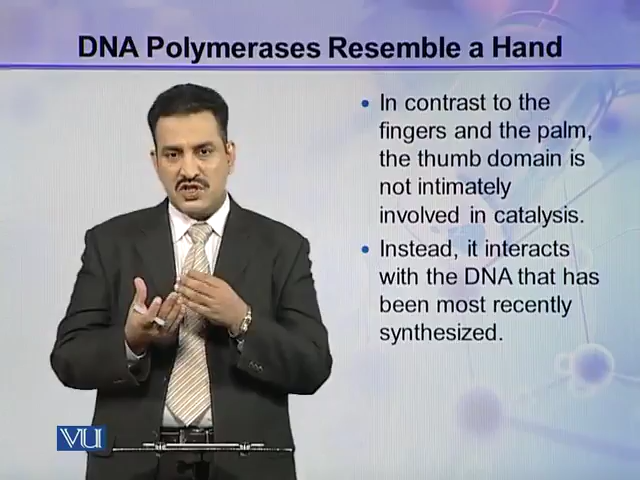 DNA Polymerases Resemble a Hand
• In contrast to the
fingers and the palm,
the thumb domain is
not intimately
involved in catalysis.
• Instead, it interacts
with the DNA that has
been most recently
synthesized.
VU